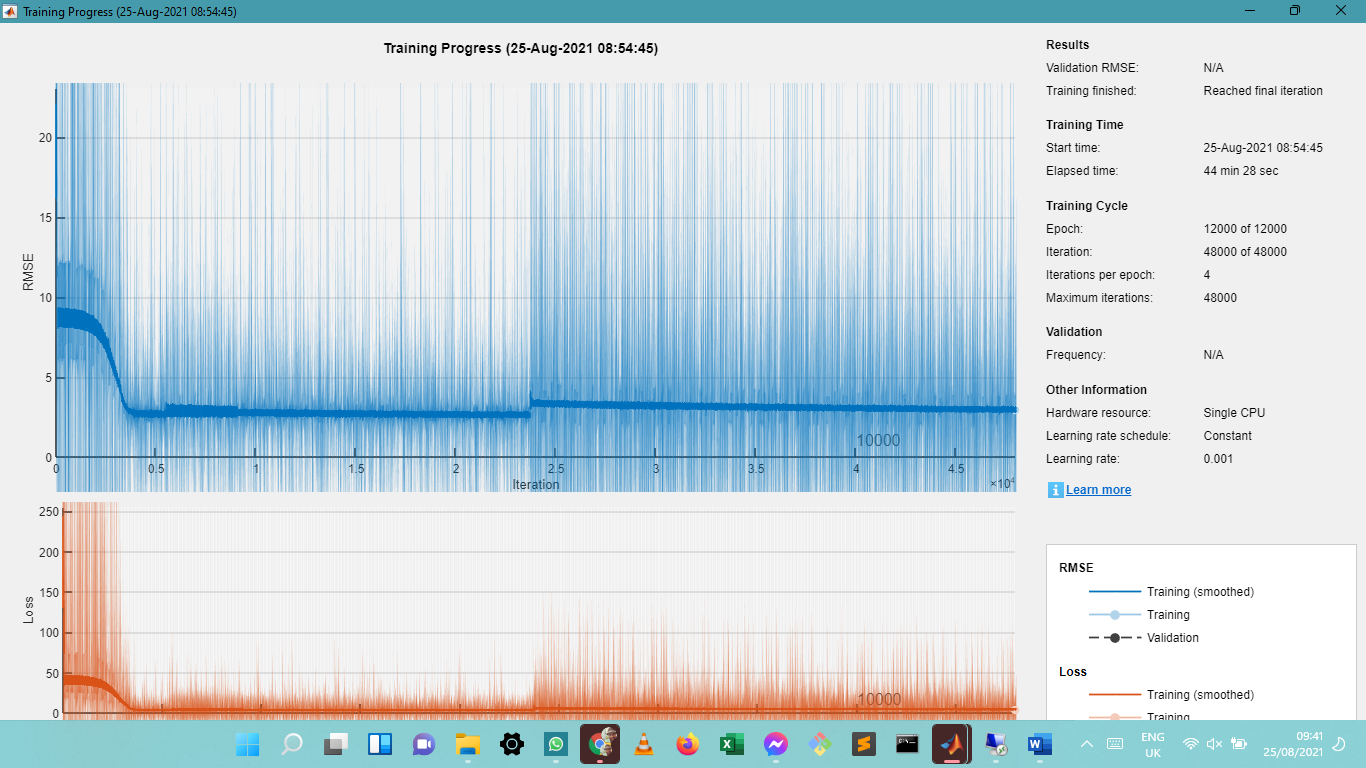 Training Progress (25-Aug-2021 08:54:45)
Training Progress (25-Aug-2021 08:54:45)
RMSE
20
15
10
5
0
0 0.5 1 1.5 2 2.5 3 3.5 4 4.5
10000
Iteration
×10⁴
Loss
250
200
150
100
50
0
10000
Results
Validation RMSE: N/A
Training finished: Reached final iteration
Training Time
Start time: 25-Aug-2021 08:54:45
Elapsed time: 44 min 28 sec
Training Cycle
Epoch: 12000 of 12000
Iteration: 48000 of 48000
Iterations per epoch: 4
Maximum iterations: 48000
Validation
Frequency: N/A
Other Information
Hardware resource: Single CPU
Learning rate schedule: Constant
Learning rate: 0.001
i Learn more
RMSE
Training (smoothed)
Training
Validation
Loss
Training (smoothed)
Training
ENG
UK
09:41
25/08/2021